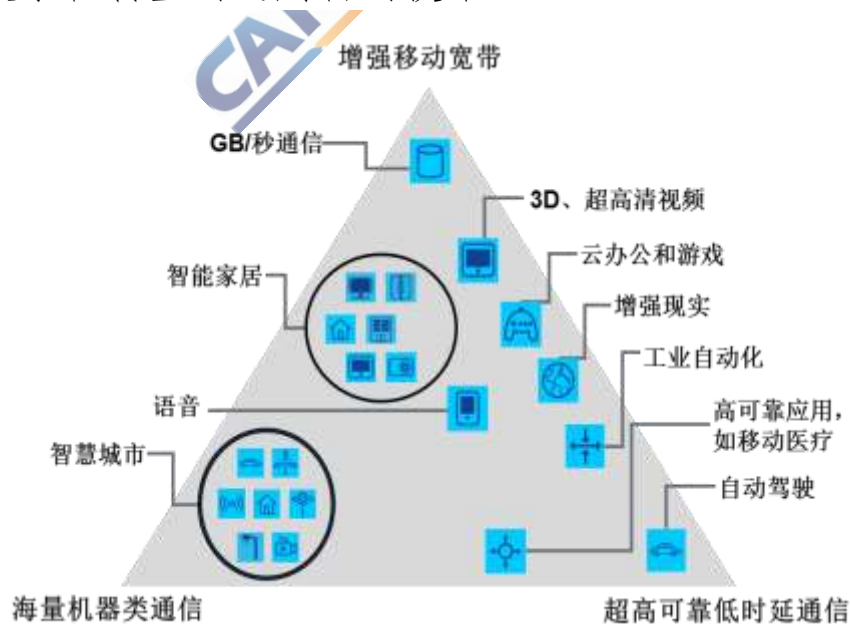 增强移动宽带
GB/秒通信
3D、超高清视频
云办公和游戏
智能家居
增强现实
工业自动化
语音
高可靠应用，
如移动医疗
智慧城市
自动驾驶
海量机器类通信
超高可靠低时延通信